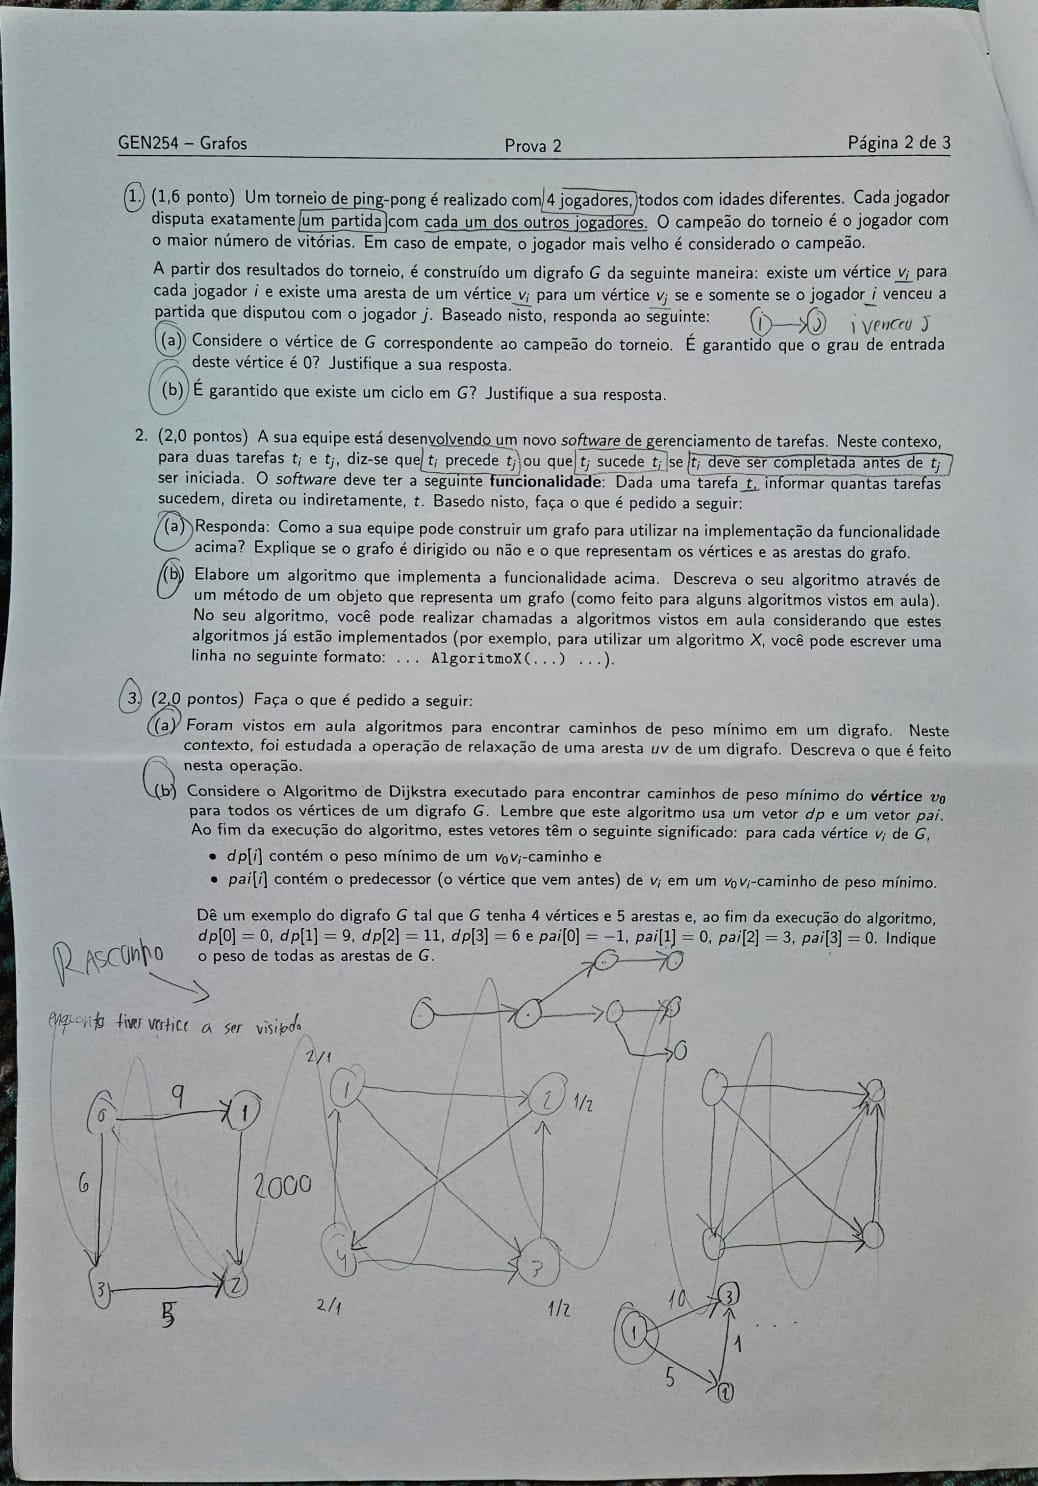 GEN254 – Grafos Prova 2 Página 2 de 3
1. (1,6 ponto) Um torneio de ping-pong é realizado com 4 jogadores, todos com idades diferentes. Cada jogador
disputa exatamente um partida com cada um dos outros jogadores. O campeão do torneio é o jogador com
o maior número de vitórias. Em caso de empate, o jogador mais velho é considerado o campeão.
A partir dos resultados do torneio, é construído um digrafo G da seguinte maneira: existe um vértice vi para
cada jogador i e existe uma aresta de um vértice vi para um vértice vj se e somente se o jogador i venceu a
partida que disputou com o jogador j. Baseado nisto, responda ao seguinte:
i j i venceu j
(a) Considere o vértice de G correspondente ao campeão do torneio. É garantido que o grau de entrada
deste vértice é 0? Justifique a sua resposta.
(b) É garantido que existe um ciclo em G? Justifique a sua resposta.
2. (2,0 pontos) A sua equipe está desenvolvendo um novo software de gerenciamento de tarefas. Neste contexo,
para duas tarefas ti e tj, diz-se que ti precede tj ou que tj sucede ti se ti deve ser completada antes de tj
ser iniciada. O software deve ter a seguinte funcionalidade: Dada uma tarefa t, informar quantas tarefas
sucedem, direta ou indiretamente, t. Basedo nisto, faça o que é pedido a seguir:
(a) Responda: Como a sua equipe pode construir um grafo para utilizar na implementação da funcionalidade
acima? Explique se o grafo é dirigido ou não e o que representam os vértices e as arestas do grafo.
(b) Elabore um algoritmo que implementa a funcionalidade acima. Descreva o seu algoritmo através de
um método de um objeto que representa um grafo (como feito para alguns algoritmos vistos em aula).
No seu algoritmo, você pode realizar chamadas a algoritmos vistos em aula considerando que estes
algoritmos já estão implementados (por exemplo, para utilizar um algoritmo X, você pode escrever uma
linha no seguinte formato: ... AlgoritmoX(...) ...).
3. (2,0 pontos) Faça o que é pedido a seguir:
(a) Foram vistos em aula algoritmos para encontrar caminhos de peso mínimo em um digrafo. Neste
contexto, foi estudada a operação de relaxação de uma aresta uv de um digrafo. Descreva o que é feito
nesta operação.
(b) Considere o Algoritmo de Dijkstra executado para encontrar caminhos de peso mínimo do vértice v0
para todos os vértices de um digrafo G. Lembre que este algoritmo usa um vetor dp e um vetor pai.
Ao fim da execução do algoritmo, estes vetores têm o seguinte significado: para cada vértice vi de G,
• dp[i] contém o peso mínimo de um v0vi-caminho e
• pai[i] contém o predecessor (o vértice que vem antes) de vi em um v0vi-caminho de peso mínimo.
Dê um exemplo do digrafo G tal que G tenha 4 vértices e 5 arestas e, ao fim da execução do algoritmo,
dp[0] = 0, dp[1] = 9, dp[2] = 11, dp[3] = 6 e pai[0] = −1, pai[1] = 0, pai[2] = 3, pai[3] = 0. Indique
o peso de todas as arestas de G.
RASCUNHO
enquanto tiver vertice a ser visitado
2/1
0 9 1
1 2 1/2
6 2000
3 5 2
4 3
2/1 1/2
1 10 3 . . .
1
5 2